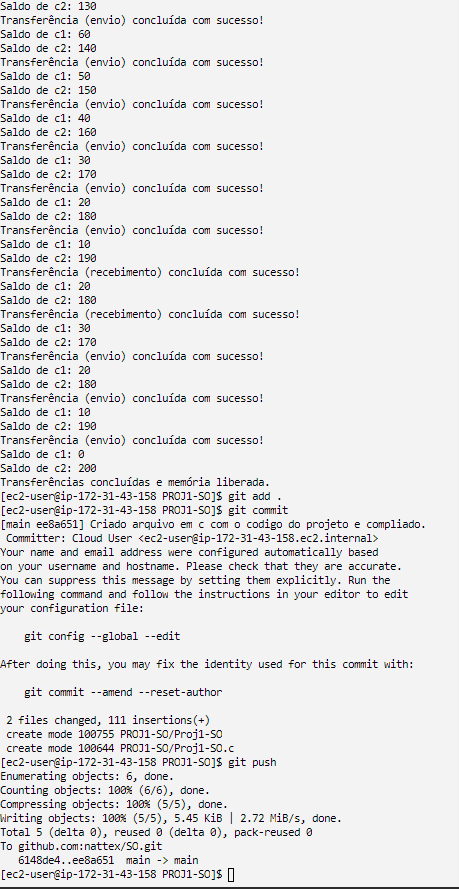 Saldo de c2: 130
Transferência (envio) concluída com sucesso!
Saldo de c1: 60
Saldo de c2: 140
Transferência (envio) concluída com sucesso!
Saldo de c1: 50
Saldo de c2: 150
Transferência (envio) concluída com sucesso!
Saldo de c1: 40
Saldo de c2: 160
Transferência (envio) concluída com sucesso!
Saldo de c1: 30
Saldo de c2: 170
Transferência (envio) concluída com sucesso!
Saldo de c1: 20
Saldo de c2: 180
Transferência (envio) concluída com sucesso!
Saldo de c1: 10
Saldo de c2: 190
Transferência (recebimento) concluída com sucesso!
Saldo de c1: 20
Saldo de c2: 180
Transferência (recebimento) concluída com sucesso!
Saldo de c1: 30
Saldo de c2: 170
Transferência (envio) concluída com sucesso!
Saldo de c1: 20
Saldo de c2: 180
Transferência (envio) concluída com sucesso!
Saldo de c1: 10
Saldo de c2: 190
Transferência (envio) concluída com sucesso!
Saldo de c1: 0
Saldo de c2: 200
Transferências concluídas e memória liberada.
[ec2-user@ip-172-31-43-158 PROJ1-SO]$ git add .
[ec2-user@ip-172-31-43-158 PROJ1-SO]$ git commit
[main ee8a651] Criado arquivo em c com o codigo do projeto e compliado.
 Committer: Cloud User <ec2-user@ip-172-31-43-158.ec2.internal>
Your name and email address were configured automatically based
on your username and hostname. Please check that they are accurate.
You can suppress this message by setting them explicitly. Run the
following command and follow the instructions in your editor to edit
your configuration file:

    git config --global --edit

After doing this, you may fix the identity used for this commit with:

    git commit --amend --reset-author

 2 files changed, 111 insertions(+)
 create mode 100755 PROJ1-SO/Proj1-SO
 create mode 100644 PROJ1-SO/Proj1-SO.c
[ec2-user@ip-172-31-43-158 PROJ1-SO]$ git push
Enumerating objects: 6, done.
Counting objects: 100% (6/6), done.
Compressing objects: 100% (5/5), done.
Writing objects: 100% (5/5), 5.45 KiB | 2.72 MiB/s, done.
Total 5 (delta 0), reused 0 (delta 0), pack-reused 0
To github.com:nattex/SO.git
   6148de4..ee8a651  main -> main
[ec2-user@ip-172-31-43-158 PROJ1-SO]$